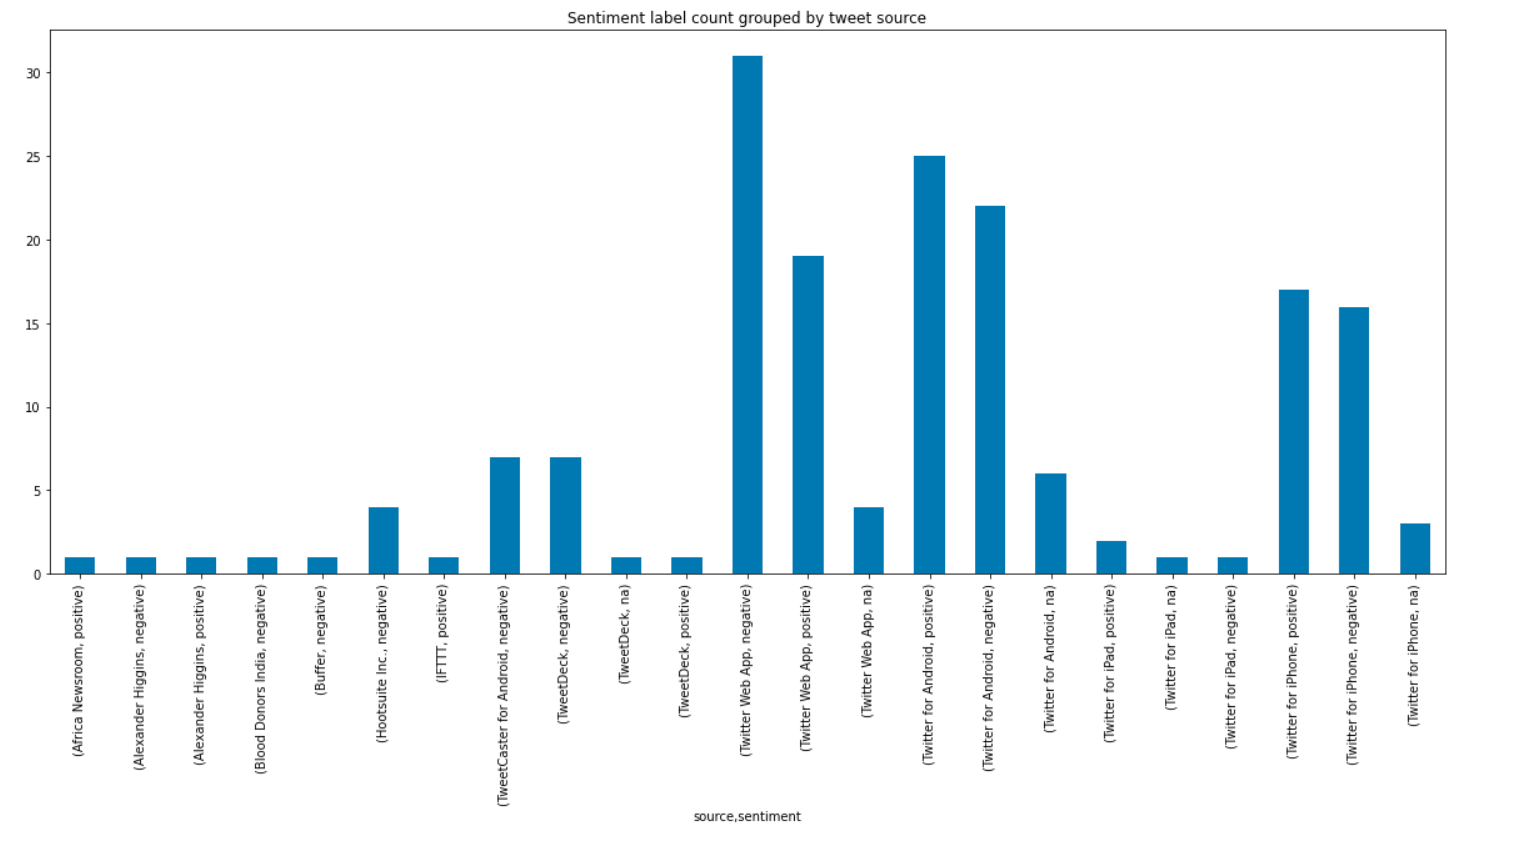 Sentiment label count grouped by tweet source
30
25
20
15
10
5
0
(Africa Newsroom, positive)
(Alexander Higgins, negative)
(Alexander Higgins, positive)
(Blood Donors India, negative)
(Buffer, negative)
(Hootsuite Inc., negative)
(IFTTT, positive)
(TweetCaster for Android, negative)
(TweetDeck, negative)
(TweetDeck, na)
(TweetDeck, positive)
(Twitter Web App, negative)
(Twitter Web App, positive)
(Twitter Web App, na)
(Twitter for Android, positive)
(Twitter for Android, negative)
(Twitter for Android, na)
(Twitter for iPad, positive)
(Twitter for iPad, na)
(Twitter for iPad, negative)
(Twitter for iPhone, positive)
(Twitter for iPhone, negative)
(Twitter for iPhone, na)
source,sentiment